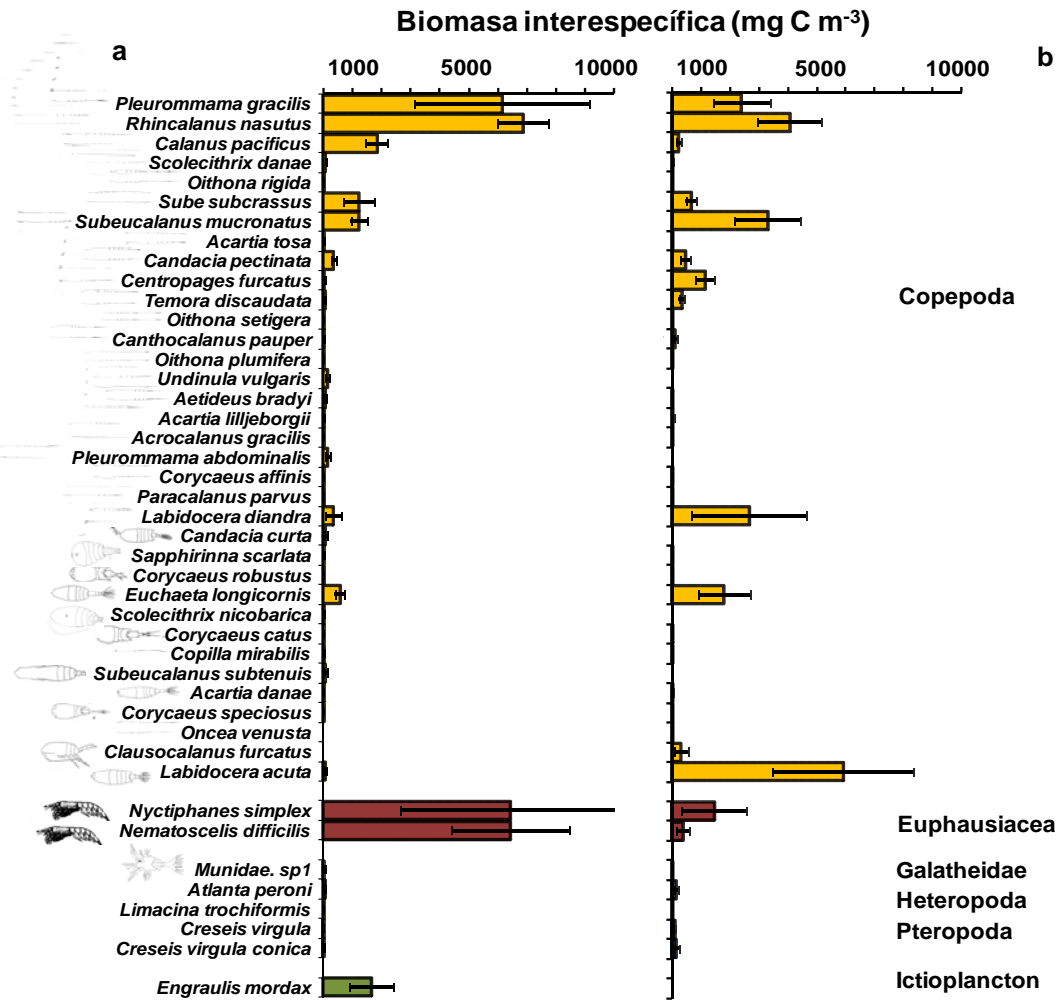 Biomasa interespecífica (mg C m-3)
a
b
1000 5000 10000
1000 5000 10000
Pleurommama gracilis
Rhincalanus nasutus
Calanus pacificus
Scolecithrix danae
Oithona rigida
Sube subcrassus
Subeucalanus mucronatus
Acartia tosa
Candacia pectinata
Centropages furcatus
Temora discaudata
Oithona setigera
Canthocalanus pauper
Oithona plumifera
Undinula vulgaris
Aetideus bradyi
Acartia lilljeborgii
Acrocalanus gracilis
Pleurommama abdominalis
Corycaeus affinis
Paracalanus parvus
Labidocera diandra
Candacia curta
Sapphirinna scarlata
Corycaeus robustus
Euchaeta longicornis
Scolecithrix nicobarica
Corycaeus catus
Copilla mirabilis
Subeucalanus subtenuis
Acartia danae
Corycaeus speciosus
Oncea venusta
Clausocalanus furcatus
Labidocera acuta
Nyctiphanes simplex
Nematoscelis difficilis
Munidae. sp1
Atlanta peroni
Limacina trochiformis
Creseis virgula
Creseis virgula conica
Engraulis mordax
Copepoda
Euphausiacea
Galatheidae
Heteropoda
Pteropoda
Ictioplancton